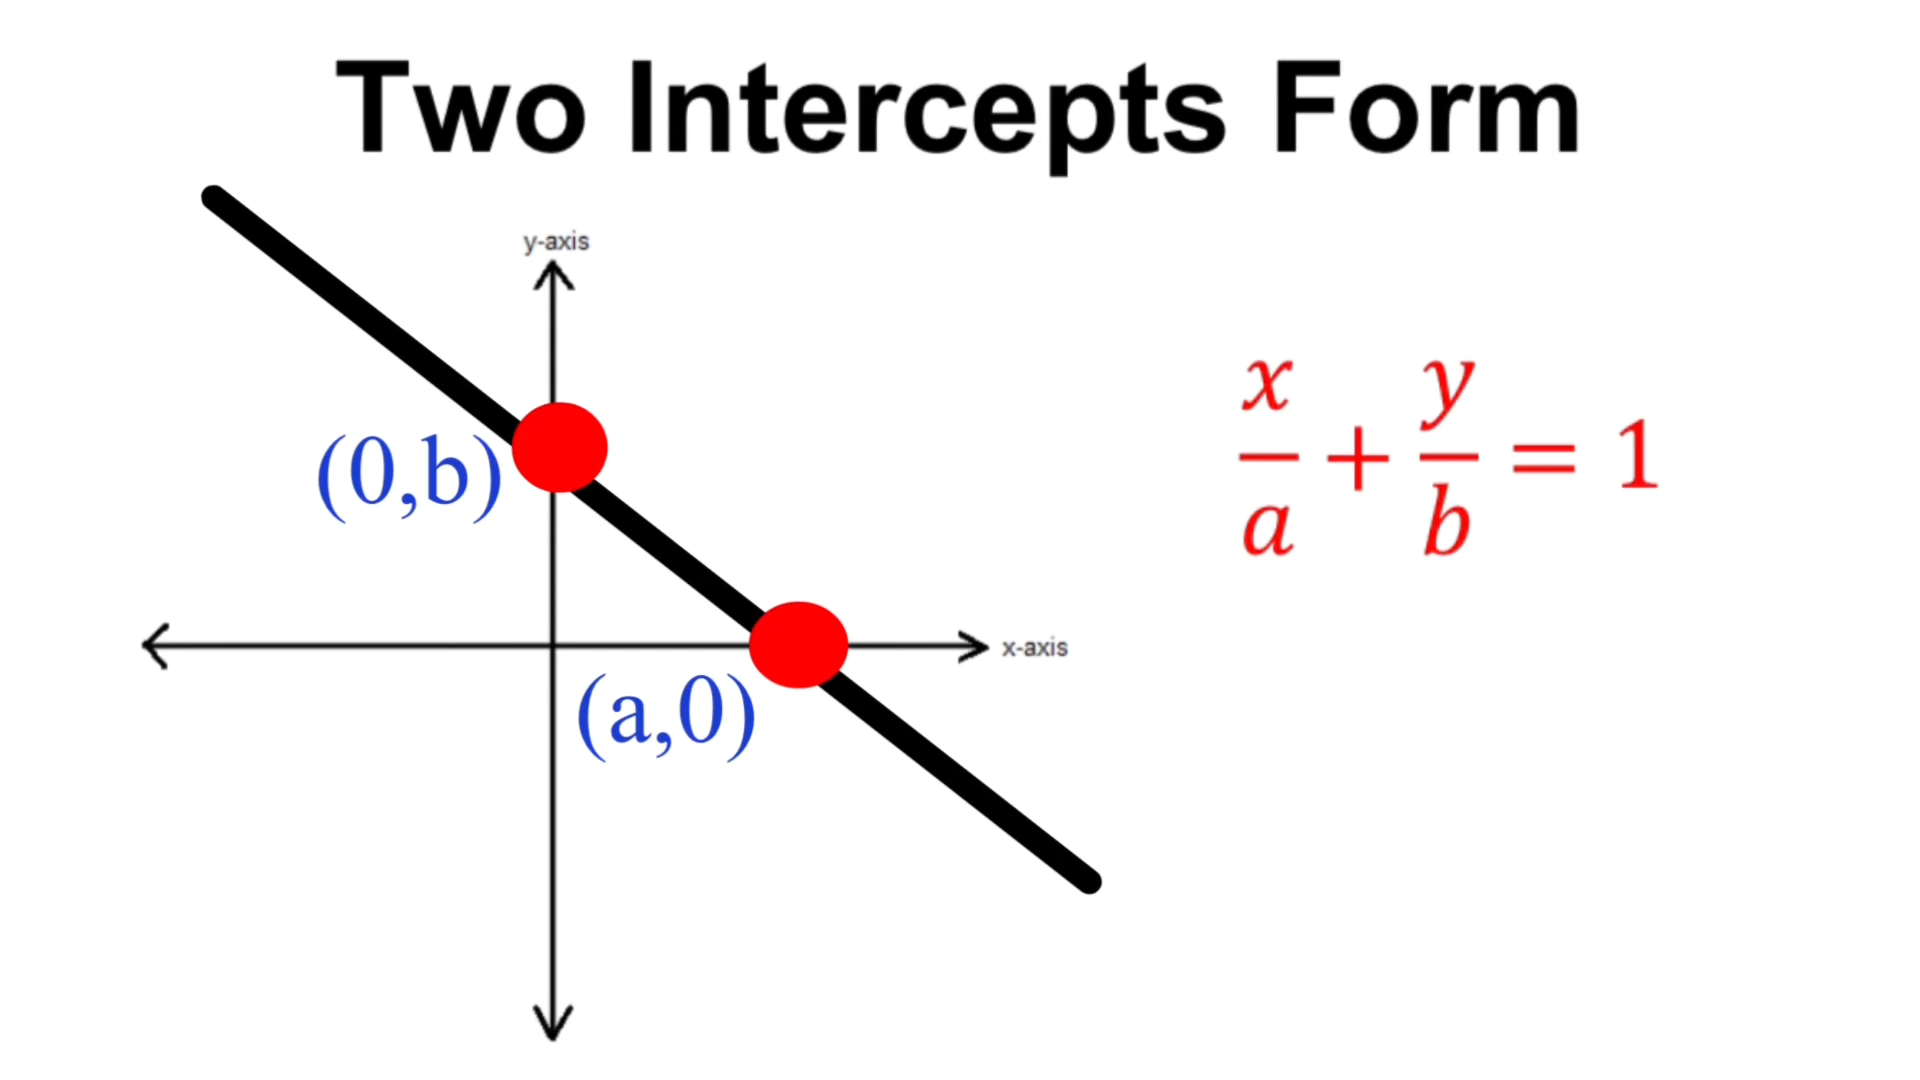 Two Intercepts Form
y-axis
x/a + y/b = 1
(0,b)
x-axis
(a,0)